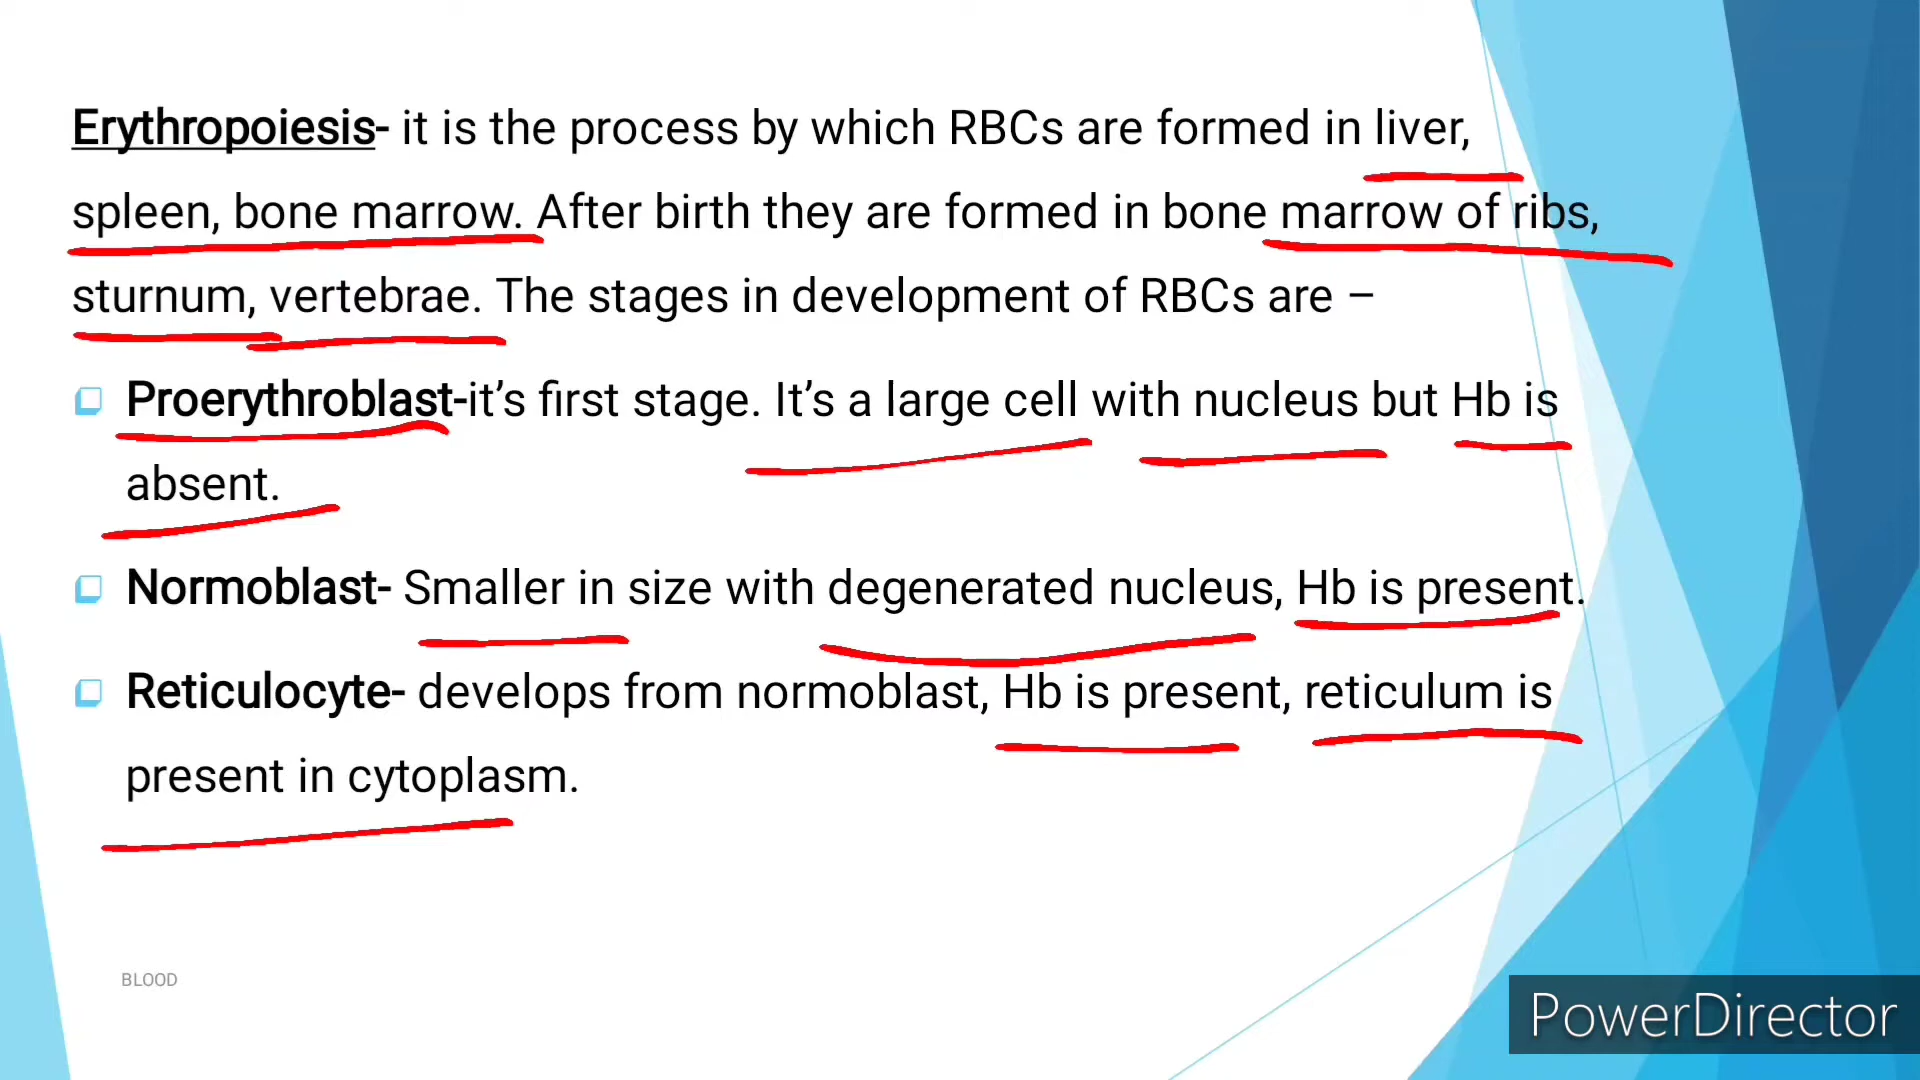 Erythropoiesis- it is the process by which RBCs are formed in liver,
spleen, bone marrow. After birth they are formed in bone marrow of ribs,
sturnum, vertebrae. The stages in development of RBCs are –
Proerythroblast-it’s first stage. It’s a large cell with nucleus but Hb is
absent.
Normoblast- Smaller in size with degenerated nucleus, Hb is present.
Reticulocyte- develops from normoblast, Hb is present, reticulum is
present in cytoplasm.
BLOOD
PowerDirector